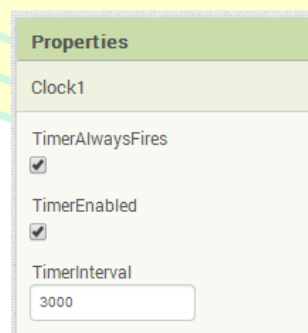 Properties
Clock1
TimerAlwaysFires
TimerEnabled
TimerInterval
3000